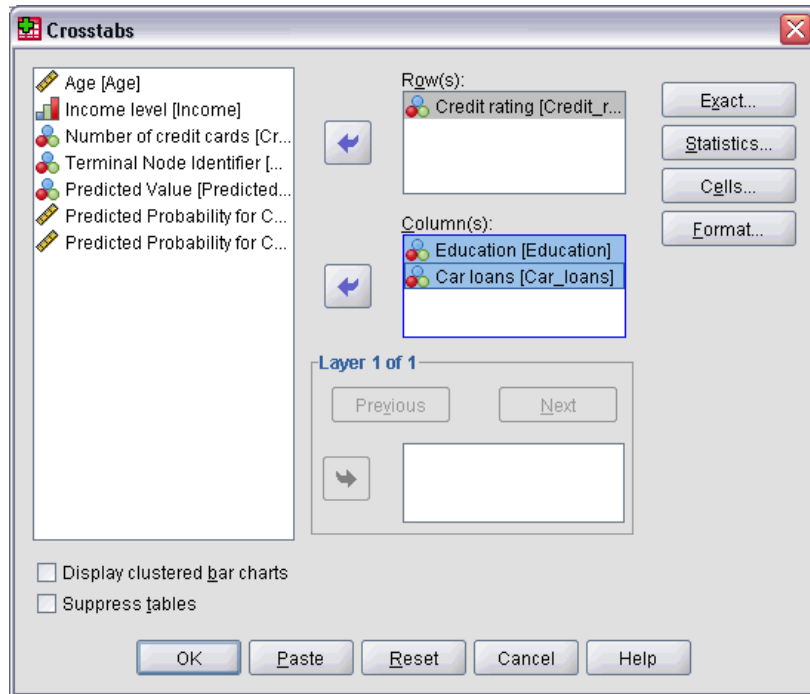 Crosstabs
Age [Age]
Income level [Income]
Number of credit cards [Cr...
Terminal Node Identifier [...
Predicted Value [Predicted...
Predicted Probability for C...
Predicted Probability for C...
Row(s):
Credit rating [Credit_r...
Column(s):
Education [Education]
Car loans [Car_loans]
Layer 1 of 1
Previous
Next
Exact...
Statistics...
Cells...
Format...
Display clustered bar charts
Suppress tables
OK
Paste
Reset
Cancel
Help